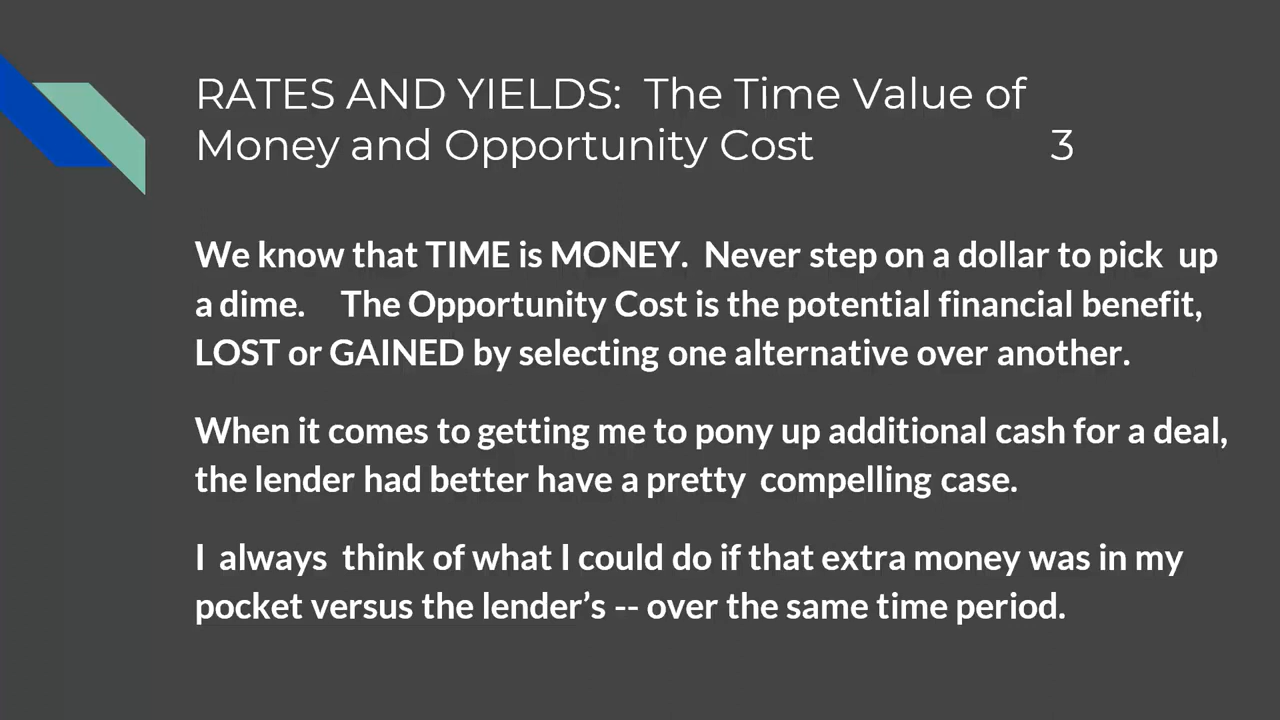 RATES AND YIELDS:  The Time Value of
Money and Opportunity Cost 3
We know that TIME is MONEY.  Never step on a dollar to pick  up
a dime.    The Opportunity Cost is the potential financial benefit,
LOST or GAINED by selecting one alternative over another.
When it comes to getting me to pony up additional cash for a deal,
the lender had better have a pretty  compelling case.
I  always  think of what I could do if that extra money was in my
pocket versus the lender’s -- over the same time period.